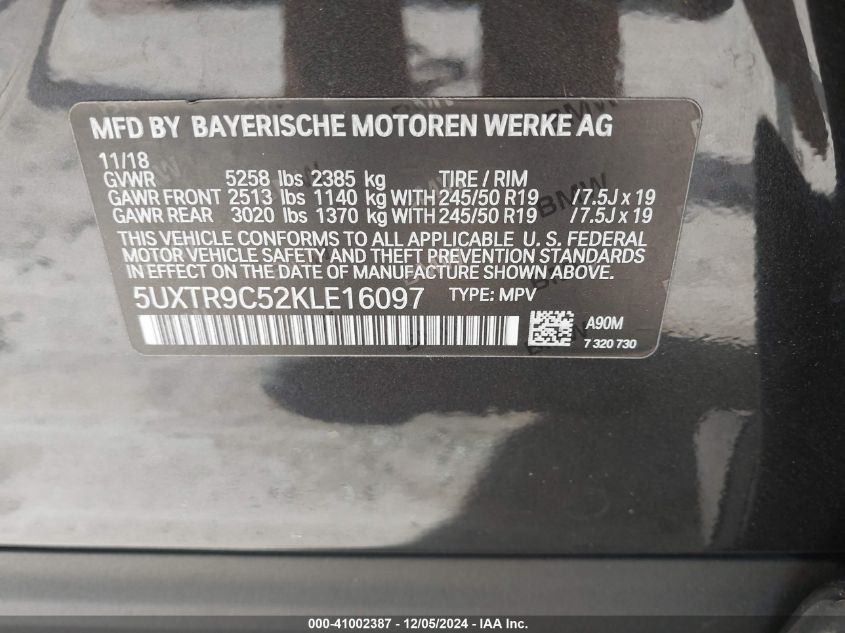 MFD BY BAYERISCHE MOTOREN WERKE AG
11/18
GVWR 5258 lbs 2385 kg TIRE / RIM
GAWR FRONT 2513 lbs 1140 kg WITH 245/50 R19 /7.5J x 19
GAWR REAR 3020 lbs 1370 kg WITH 245/50 R19 /7.5J x 19
THIS VEHICLE CONFORMS TO ALL APPLICABLE U. S. FEDERAL
MOTOR VEHICLE SAFETY AND THEFT PREVENTION STANDARDS
IN EFFECT ON THE DATE OF MANUFACTURE SHOWN ABOVE.
5UXTR9C52KLE16097 TYPE: MPV
A90M
7 320 730
000-41002387 - 12/05/2024 - IAA Inc.